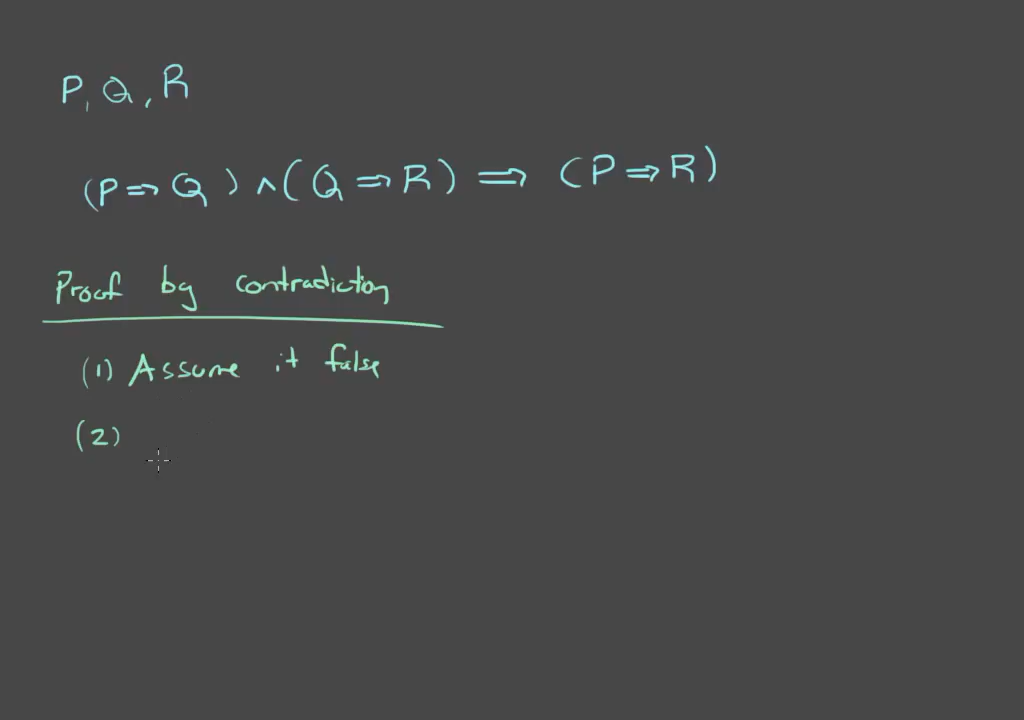 P, Q, R
(P ⇒ Q) ∧ (Q ⇒ R) ⟹ (P ⇒ R)
Proof by contradiction
(1) Assume it false
(2)